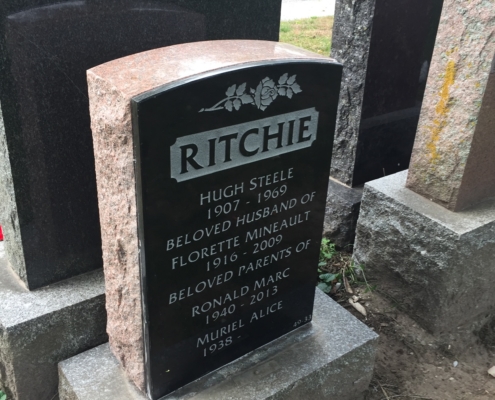 RITCHIE
HUGH STEELE
1907 - 1969
BELOVED HUSBAND OF
FLORETTE MINEAULT
1916 - 2009
BELOVED PARENTS OF
RONALD MARC
1940 - 2013
MURIEL ALICE
1938 -